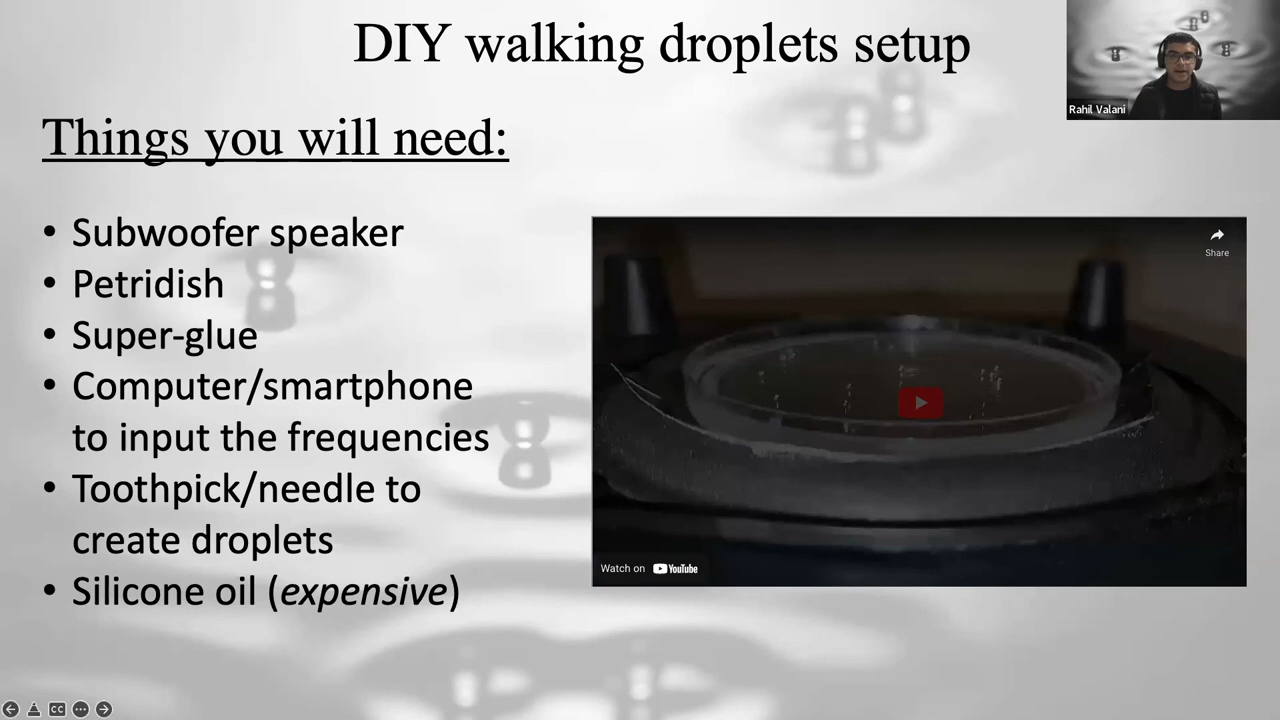 DIY walking droplets setup
Rahil Valani
Things you will need:
• Subwoofer speaker
• Petridish
• Super-glue
• Computer/smartphone
to input the frequencies
• Toothpick/needle to
create droplets
• Silicone oil (expensive)
Share
Watch on YouTube
CC